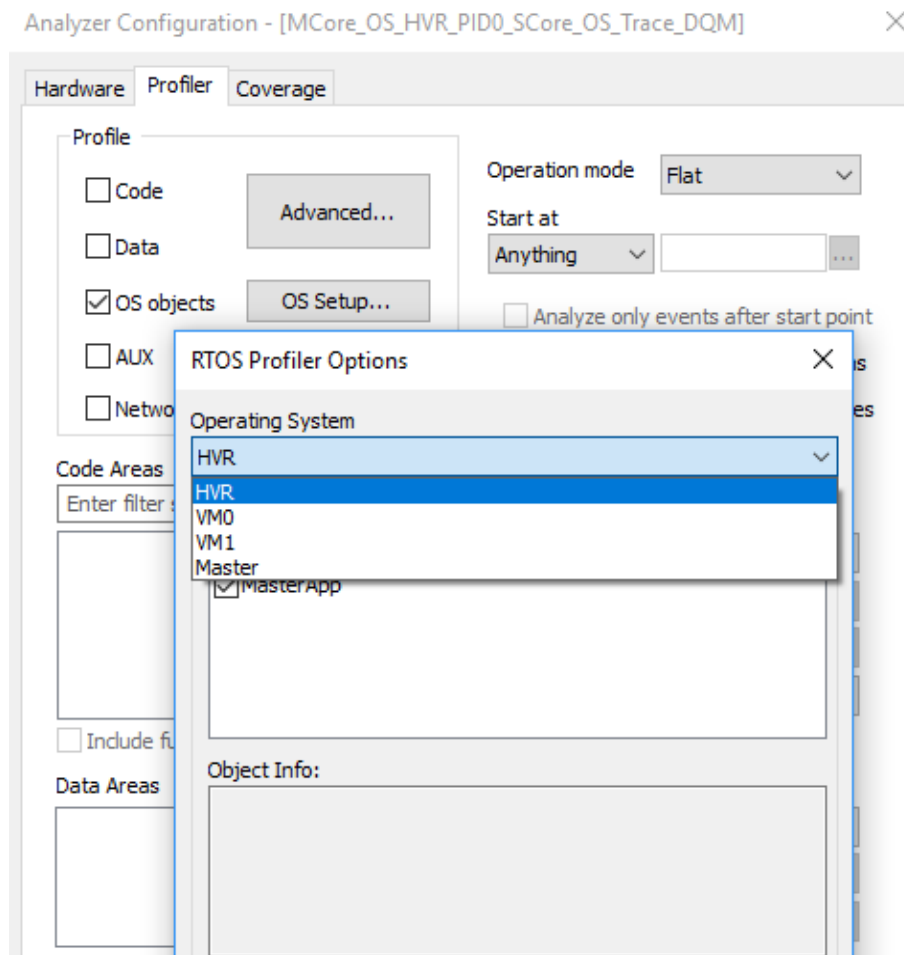 Analyzer Configuration - [MCore_OS_HVR_PID0_SCore_OS_Trace_DQM]
Hardware
Profiler
Coverage
Profile
Code
Advanced...
Data
OS objects
OS Setup...
AUX
Operation mode
Flat
Start at
Anything
...
Analyze only events after start point
RTOS Profiler Options
Operating System
HVR
HVR
VM0
VM1
Master
MasterApp
Object Info:
Code Areas
Enter filter
Data Areas